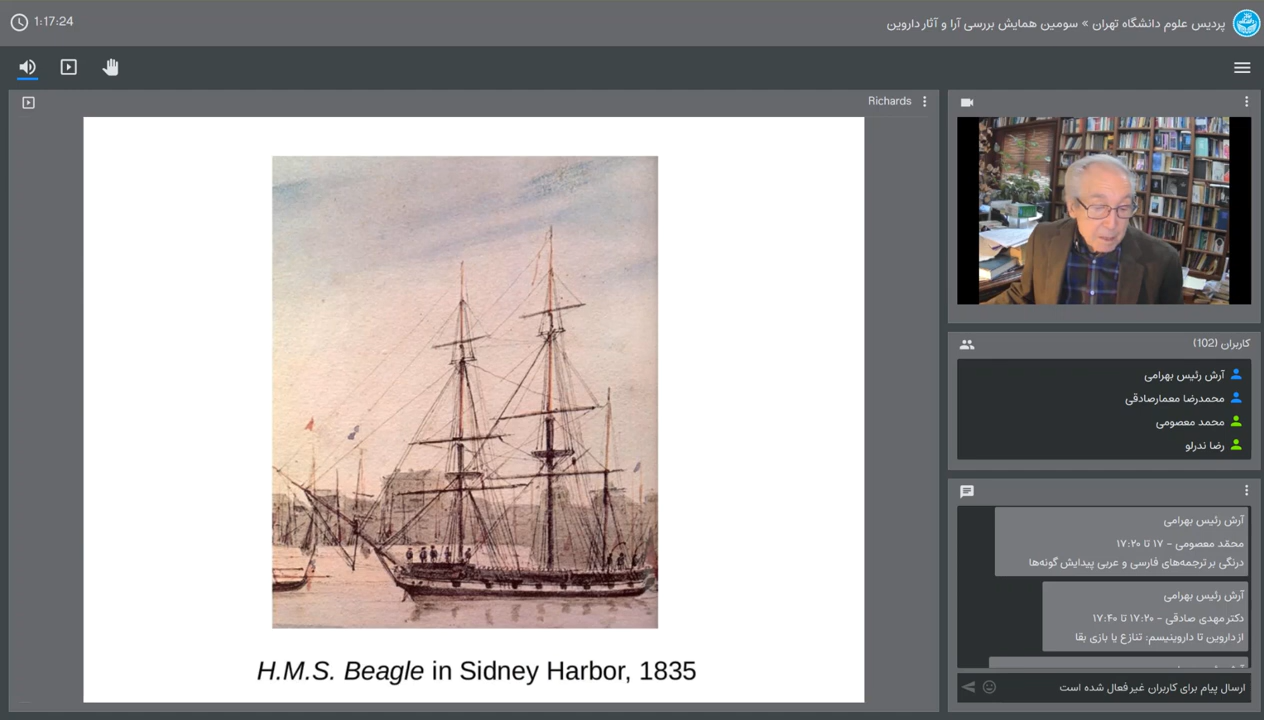 1:17:24
پردیس علوم دانشگاه تهران » سومین همایش بررسی آرا و آثار داروین
Richards
H.M.S. Beagle in Sidney Harbor, 1835
کاربران (102)
آرش رئیس بهرامی
محمدرضا معمارصادقی
محمد معصومی
رضا ندرلو
آرش رئیس بهرامی
محمّد معصومی - ۱۷ تا ۱۷:۲۰
درنگی بر ترجمه‌های فارسی و عربی پیدایش گونه‌ها
آرش رئیس بهرامی
دکتر مهدی صادقی - ۱۷:۲۰ تا ۱۷:۴۰
از داروین تا داروینیسم: تنازع یا بازی بقا
ارسال پیام برای کاربران غیر فعال شده است